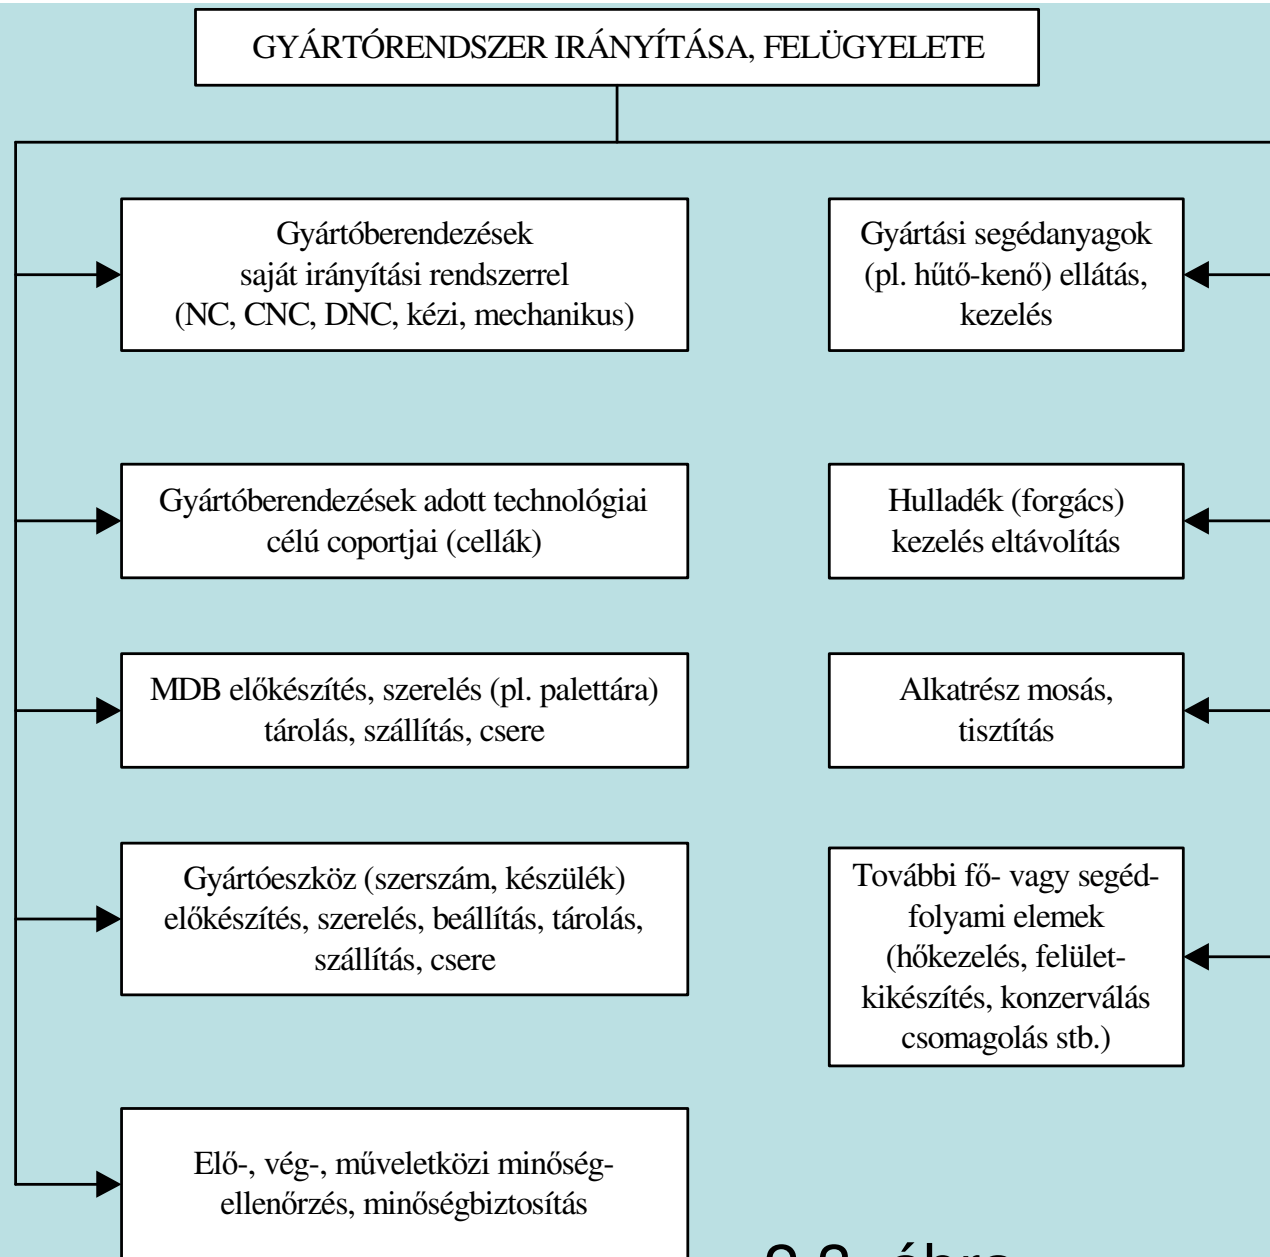 GYÁRTÓRENDSZER IRÁNYÍTÁSA, FELÜGYELETE
Gyártóberendezések
saját irányítási rendszerrel
(NC, CNC, DNC, kézi, mechanikus)
Gyártóberendezések adott technológiai
célú coportjai (cellák)
MDB előkészítés, szerelés (pl. palettára)
tárolás, szállítás, csere
Gyártóeszköz (szerszám, készülék)
előkészítés, szerelés, beállítás, tárolás,
szállítás, csere
Elő-, vég-, műveletközi minőség-
ellenőrzés, minőségbiztosítás
Gyártási segédanyagok
(pl. hűtő-kenő) ellátás,
kezelés
Hulladék (forgács)
kezelés eltávolítás
Alkatrész mosás,
tisztítás
További fő- vagy segéd-
folyami elemek
(hőkezelés, felület-
kikészítés, konzerválás
csomagolás stb.)
ábra